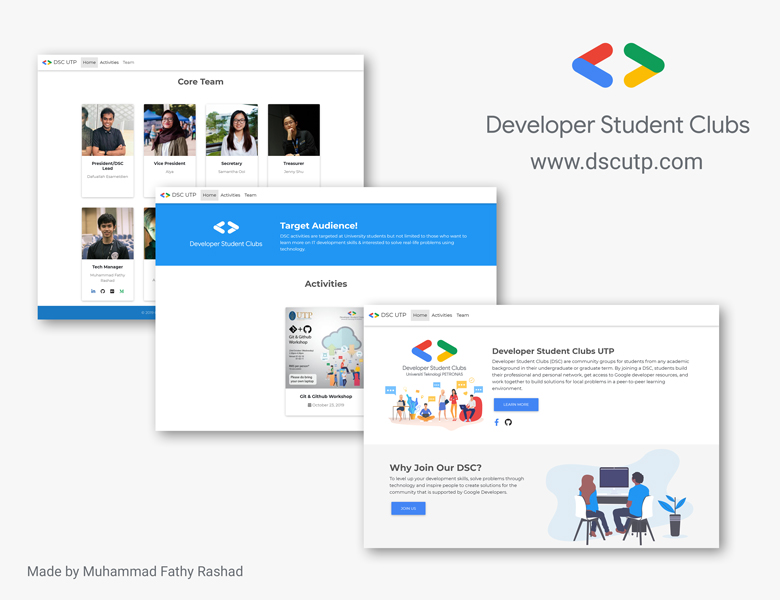 DSC UTP Home Activities Team
Core Team
President/DSC
Lead
Vice President
Secretary
Treasurer
Tech Manager
Muhammad Fathy
Rashad
DSC UTP Home Activities Team
Developer Student Clubs
Target Audience!
DSC activities are targeted at University students but not limited to those who want to
learn more on IT development skills & interested to solve real-life problems using
technology.
Activities
UTP
Git & Github
Workshop
Git & Github Workshop
October 23, 2019
DSC UTP Home Activities Team
Developer Student Clubs
Universiti Teknologi PETRONAS
Developer Student Clubs UTP
Developer Student Clubs (DSC) are community groups for students from any academic
background in their undergraduate or graduate term. By joining a DSC, students build
their professional and personal network, get access to Google developer resources, and
work together to build solutions for local problems in a peer-to-peer learning
environment.
LEARN MORE
Why Join Our DSC?
To level up your development skills, solve problems through
technology and inspire people to create solutions for the
community that is supported by Google Developers.
JOIN US
Developer Student Clubs
www.dscutp.com
Made by Muhammad Fathy Rashad